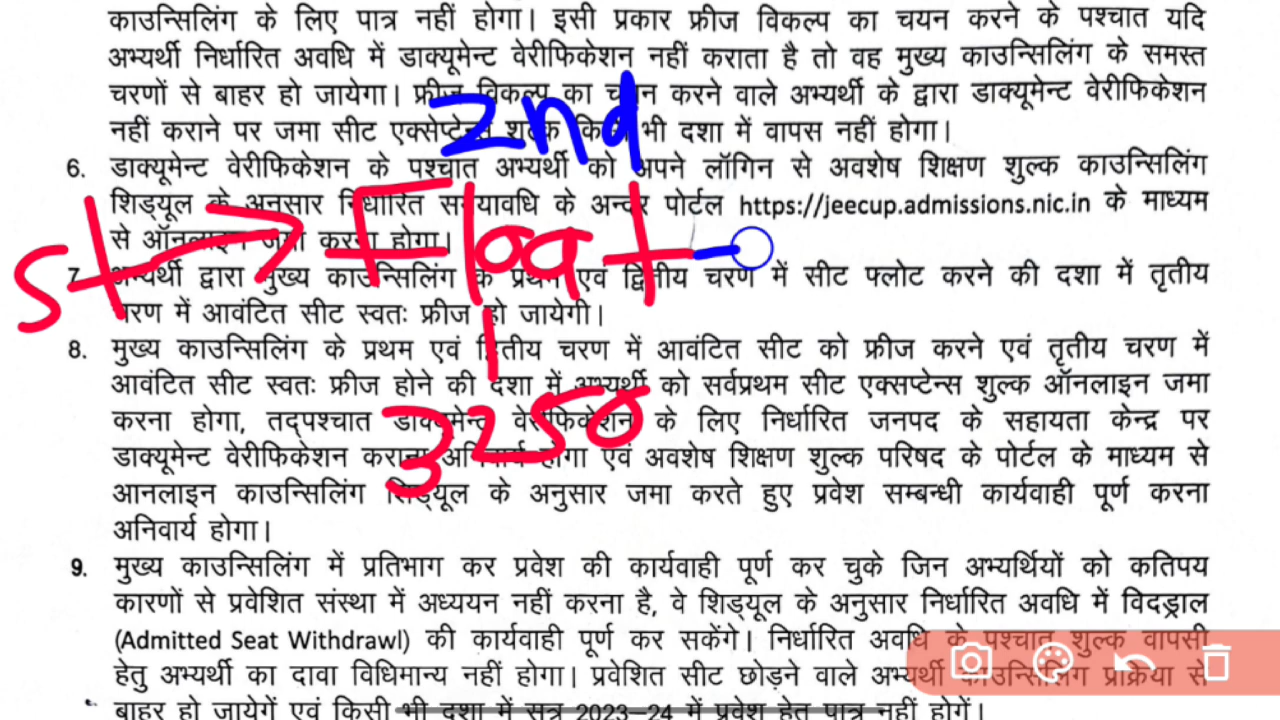 काउन्सिलिंग के लिए पात्र नहीं होगा। इसी प्रकार फ्रीज विकल्प का चयन करने के पश्चात यदि
अभ्यर्थी निर्धारित अवधि में डाक्यूमेन्ट वेरीफिकेशन नहीं कराता है तो वह मुख्य काउन्सिलिंग के समस्त
चरणों से बाहर हो जायेगा। फ्रीज विकल्प का चयन करने वाले अभ्यर्थी के द्वारा डाक्यूमेन्ट वेरीफिकेशन
2nd
नहीं कराने पर जमा सीट एक्सेप्टेन्स शुल्क किसी भी दशा में वापस नहीं होगा।
6. डाक्यूमेन्ट वेरीफिकेशन के पश्चात अभ्यर्थी को अपने लॉगिन से अवशेष शिक्षण शुल्क काउन्सिलिंग
शिड्यूल के अनुसार निर्धारित समयावधि के अन्दर पोर्टल https://jeecup.admissions.nic.in के माध्यम
से ऑनलाइन जमा करना होगा।
st → Float
7. अभ्यर्थी द्वारा मुख्य काउन्सिलिंग के प्रथम एवं द्वितीय चरण में सीट फ्लोट करने की दशा में तृतीय
चरण में आवंटित सीट स्वतः फ्रीज हो जायेगी।
8. मुख्य काउन्सिलिंग के प्रथम एवं द्वितीय चरण में आवंटित सीट को फ्रीज करने एवं तृतीय चरण में
आवंटित सीट स्वतः फ्रीज होने की दशा में अभ्यर्थी को सर्वप्रथम सीट एक्सप्टेन्स शुल्क ऑनलाइन जमा
करना होगा, तद्पश्चात डाक्यूमेन्ट वेरीफिकेशन के लिए निर्धारित जनपद के सहायता केन्द्र पर
3250
डाक्यूमेन्ट वेरीफिकेशन कराना अनिवार्य होगा एवं अवशेष शिक्षण शुल्क परिषद के पोर्टल के माध्यम से
आनलाइन काउन्सिलिंग शिड्यूल के अनुसार जमा करते हुए प्रवेश सम्बन्धी कार्यवाही पूर्ण करना
अनिवार्य होगा।
9. मुख्य काउन्सिलिंग में प्रतिभाग कर प्रवेश की कार्यवाही पूर्ण कर चुके जिन अभ्यर्थियों को कतिपय
कारणों से प्रवेशित संस्था में अध्ययन नहीं करना है, वे शिड्यूल के अनुसार निर्धारित अवधि में विदड्राल
(Admitted Seat Withdrawl) की कार्यवाही पूर्ण कर सकेंगे। निर्धारित अवधि के पश्चात शुल्क वापसी
हेतु अभ्यर्थी का दावा विधिमान्य नहीं होगा। प्रवेशित सीट छोड़ने वाले अभ्यर्थी काउन्सिलिंग प्रक्रिया से
बाहर हो जायेगें एवं किसी भी दशा में सत्र 2023–24 में प्रवेश हेतु पात्र नहीं होगें।